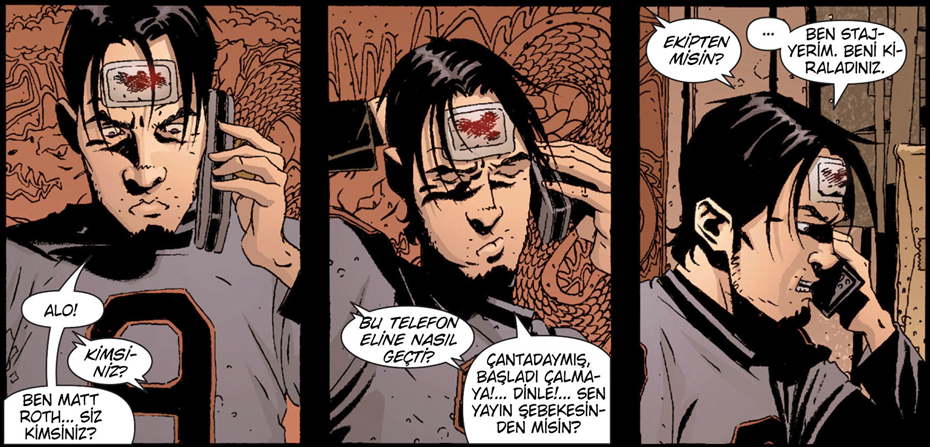 ALO!
KİMSİ-
NİZ?
BEN MATT
ROTH... SİZ
KİMSİNİZ?
BU TELEFON
ELİNE NASIL
GEÇTİ?
ÇANTADAYMIŞ,
BAŞLADI ÇALMA-
YA!... DİNLE!... SEN
YAYIN ŞEBEKESİN-
DEN MİSİN?
EKİPTEN
MİSİN?
...
BEN STAJ-
YERİM. BENİ Kİ-
RALADINIZ.